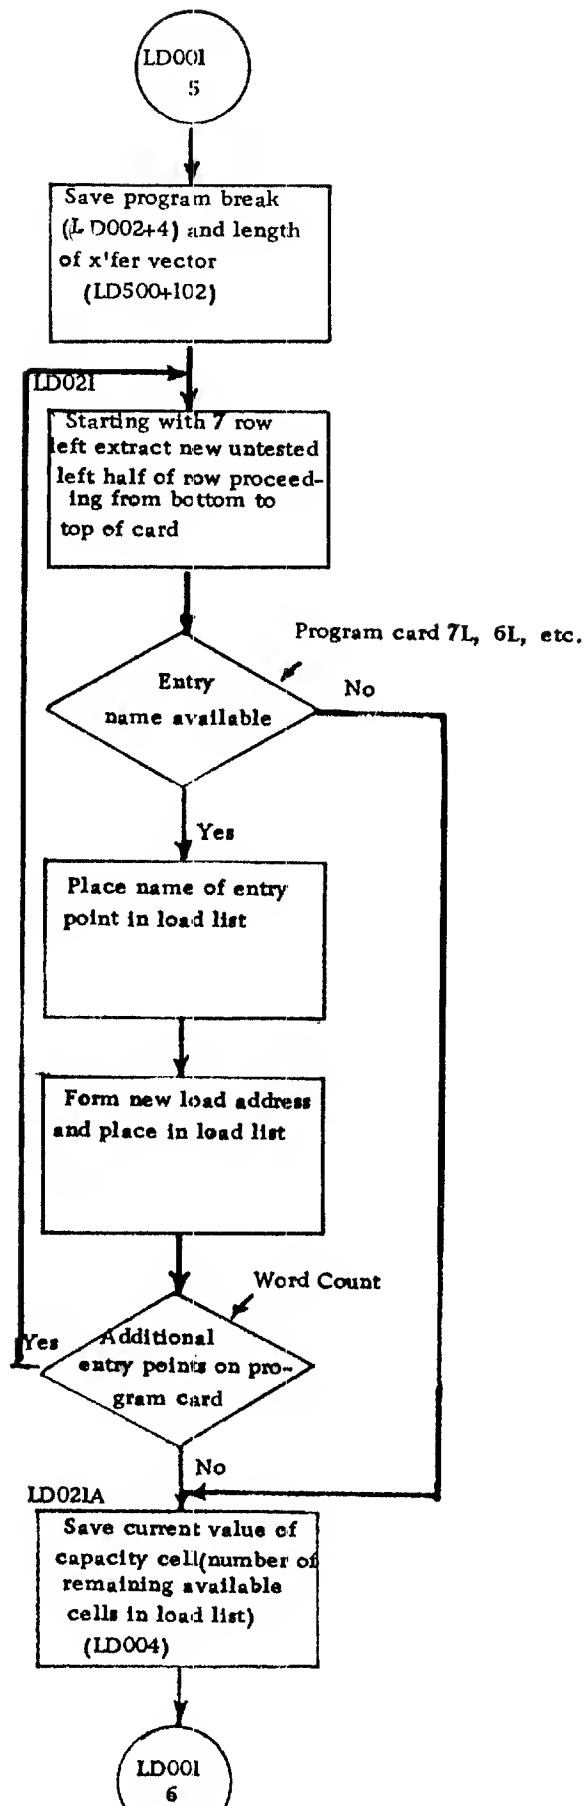 LD001
5
Save program break
(LD002+4) and length
of x'fer vector
(LD500+102)
LD021
Starting with 7 row
left extract new untested
left half of row proceed-
ing from bottom to
top of card
Program card 7L, 6L, etc.
Entry
name available
No
Yes
Place name of entry
point in load list
Form new load address
and place in load list
Word Count
Yes
Additional
entry points on pro-
gram card
No
LD021A
Save current value of
capacity cell(number of
remaining available
cells in load list)
(LD004)
LD001
6